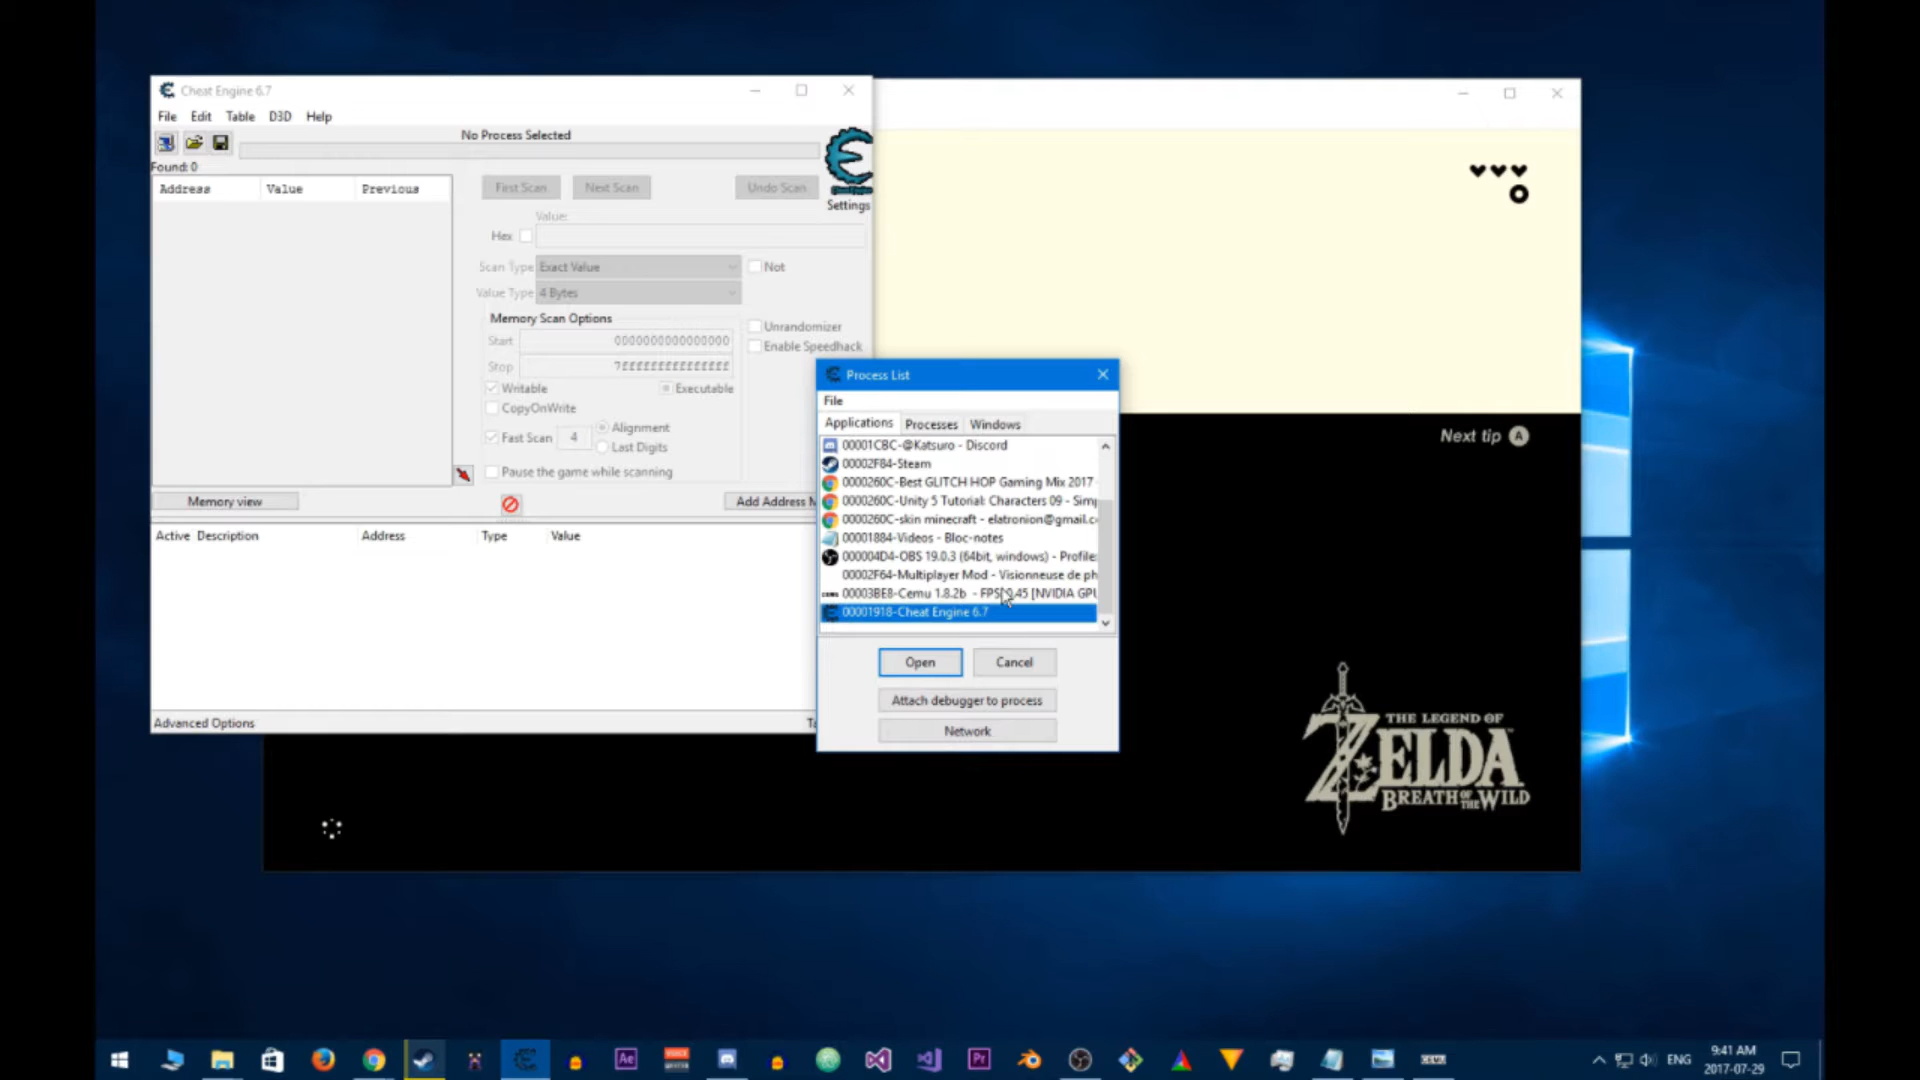 Cheat Engine 6.7
File Edit Table D3D Help
No Process Selected
Found: 0
Address Value Previous
First Scan Next Scan Undo Scan
Settings
Value:
Hex
Scan Type Exact Value Not
Value Type 4 Bytes
Memory Scan Options
Start 0000000000000000
Stop 7fffffffffffffff
Unrandomizer
Enable Speedhack
Writable Executable
CopyOnWrite
Fast Scan 4 Alignment
Last Digits
Pause the game while scanning
Memory view Add Address M
Active Description Address Type Value
Advanced Options
Process List
File
Applications Processes Windows
00001CBC-@Katsuro - Discord
00002F84-Steam
0000260C-Best GLITCH HOP Gaming Mix 2017 -
0000260C-Unity 5 Tutorial: Characters 09 - Simp
0000260C-skin minecraft - elatronion@gmail.c
00001884-Videos - Bloc-notes
000004D4-OBS 19.0.3 (64bit, windows) - Profile:
00002F64-Multiplayer Mod - Visionneuse de ph
00003BE8-Cemu 1.8.2b - FPS: .45 [NVIDIA GPU
00001918-Cheat Engine 6.7
Open Cancel
Attach debugger to process
Network
Next tip A
THE LEGEND OF
ZELDA
BREATH OF THE WILD
Ae Pr CEMU
ENG
9:41 AM
2017-07-29